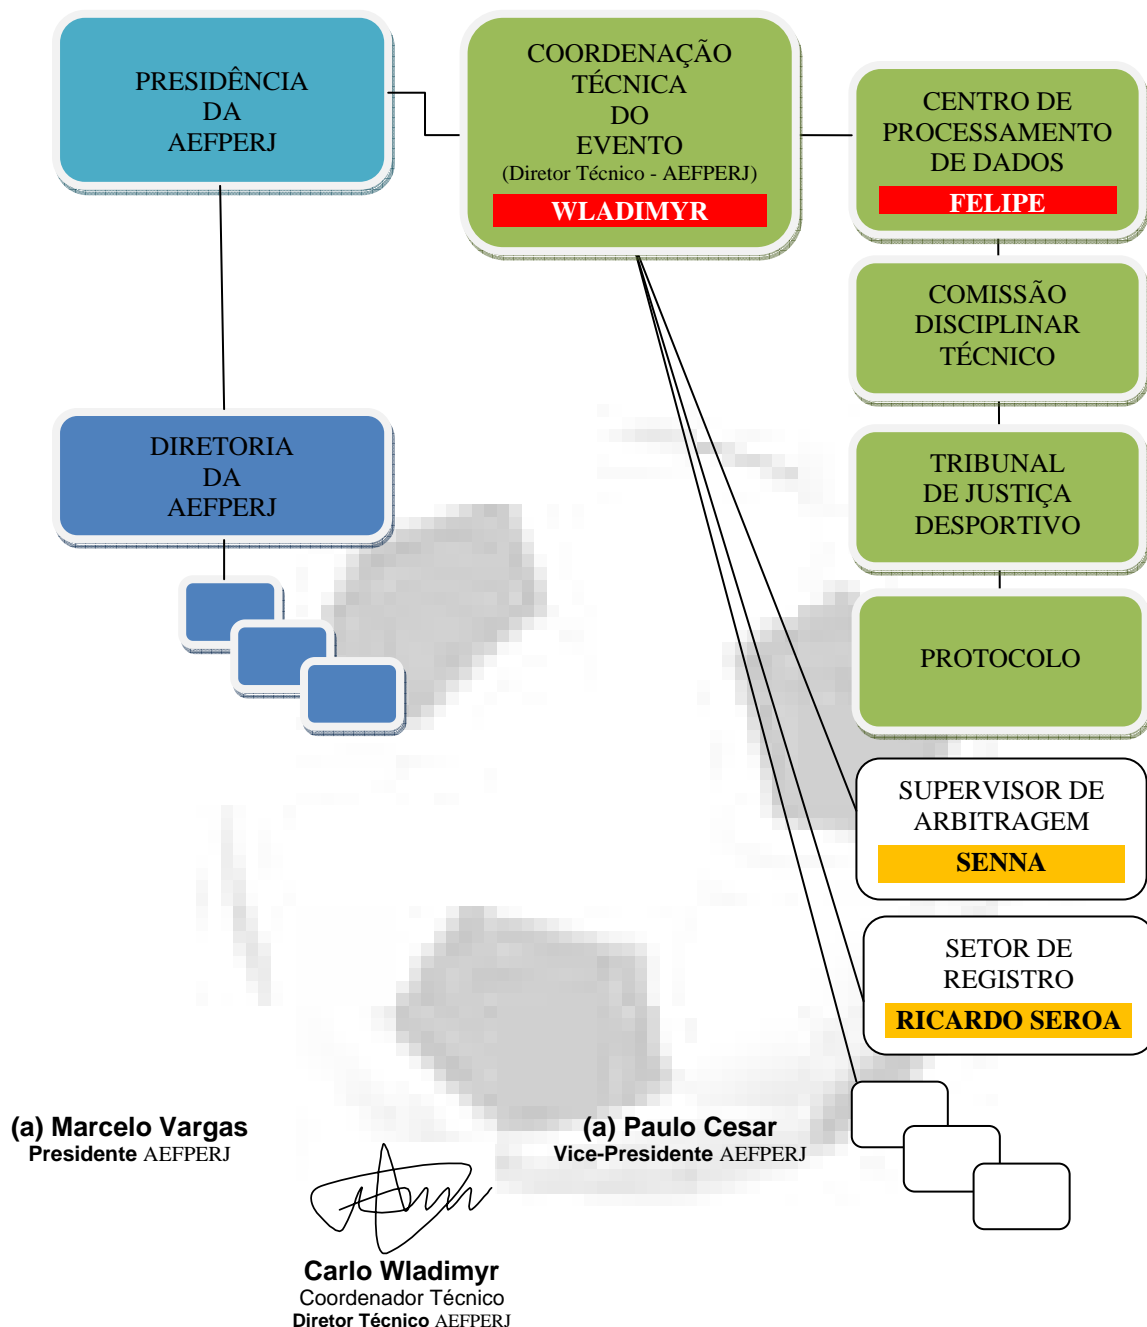 PRESIDÊNCIA
DA
AEFPERJ
COORDENAÇÃO
TÉCNICA
DO
EVENTO
(Diretor Técnico - AEFPERJ)
WLADIMYR
CENTRO DE
PROCESSAMENTO
DE DADOS
FELIPE
COMISSÃO
DISCIPLINAR
TÉCNICO
DIRETORIA
DA
AEFPERJ
TRIBUNAL
DE JUSTIÇA
DESPORTIVO
PROTOCOLO
SUPERVISOR DE
ARBITRAGEM
SENNA
SETOR DE
REGISTRO
RICARDO SEROA
(a) Marcelo Vargas
Presidente AEFPERJ
(a) Paulo Cesar
Vice-Presidente AEFPERJ
Carlo Wladimyr
Coordenador Técnico
Diretor Técnico AEFPERJ